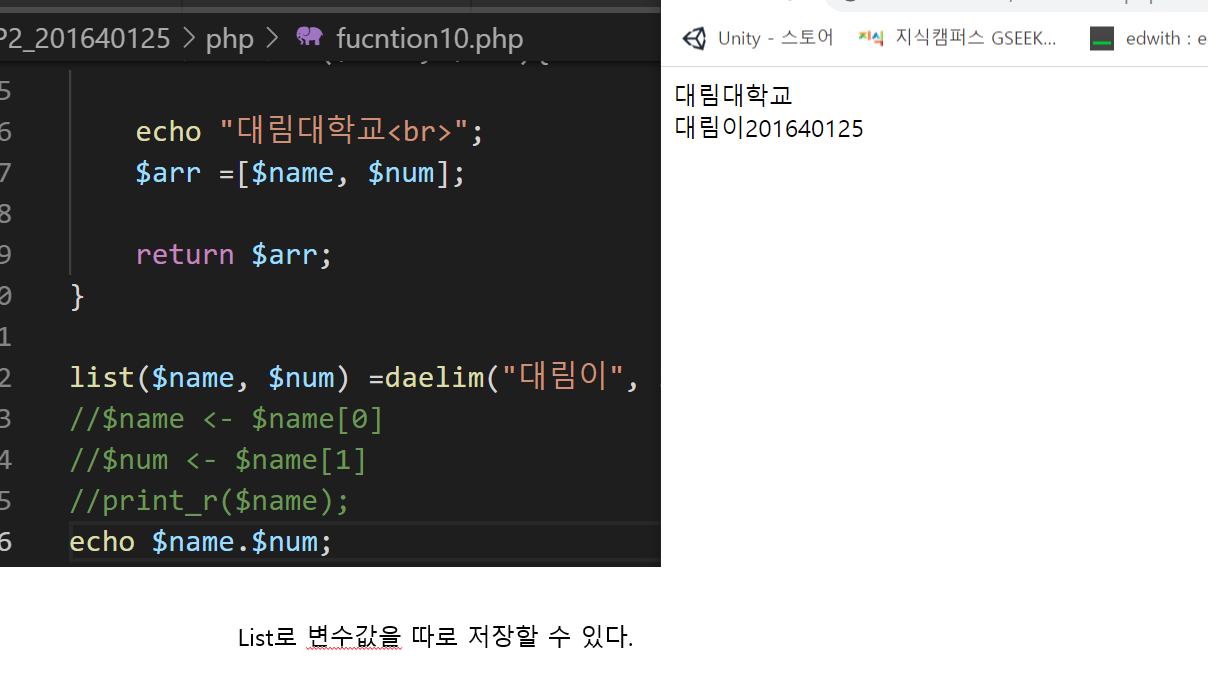 P2_201640125 > php > fucntion10.php
5
6 echo "대림대학교<br>";
7 $arr =[$name, $num];
8
9 return $arr;
0 }
1
2 list($name, $num) =daelim("대림이",
3 //$name <- $name[0]
4 //$num <- $name[1]
5 //print_r($name);
6 echo $name.$num;
Unity - 스토어 지식 지식캠퍼스 GSEEK... edwith : e
대림대학교
대림이201640125
List로 변수값을 따로 저장할 수 있다.